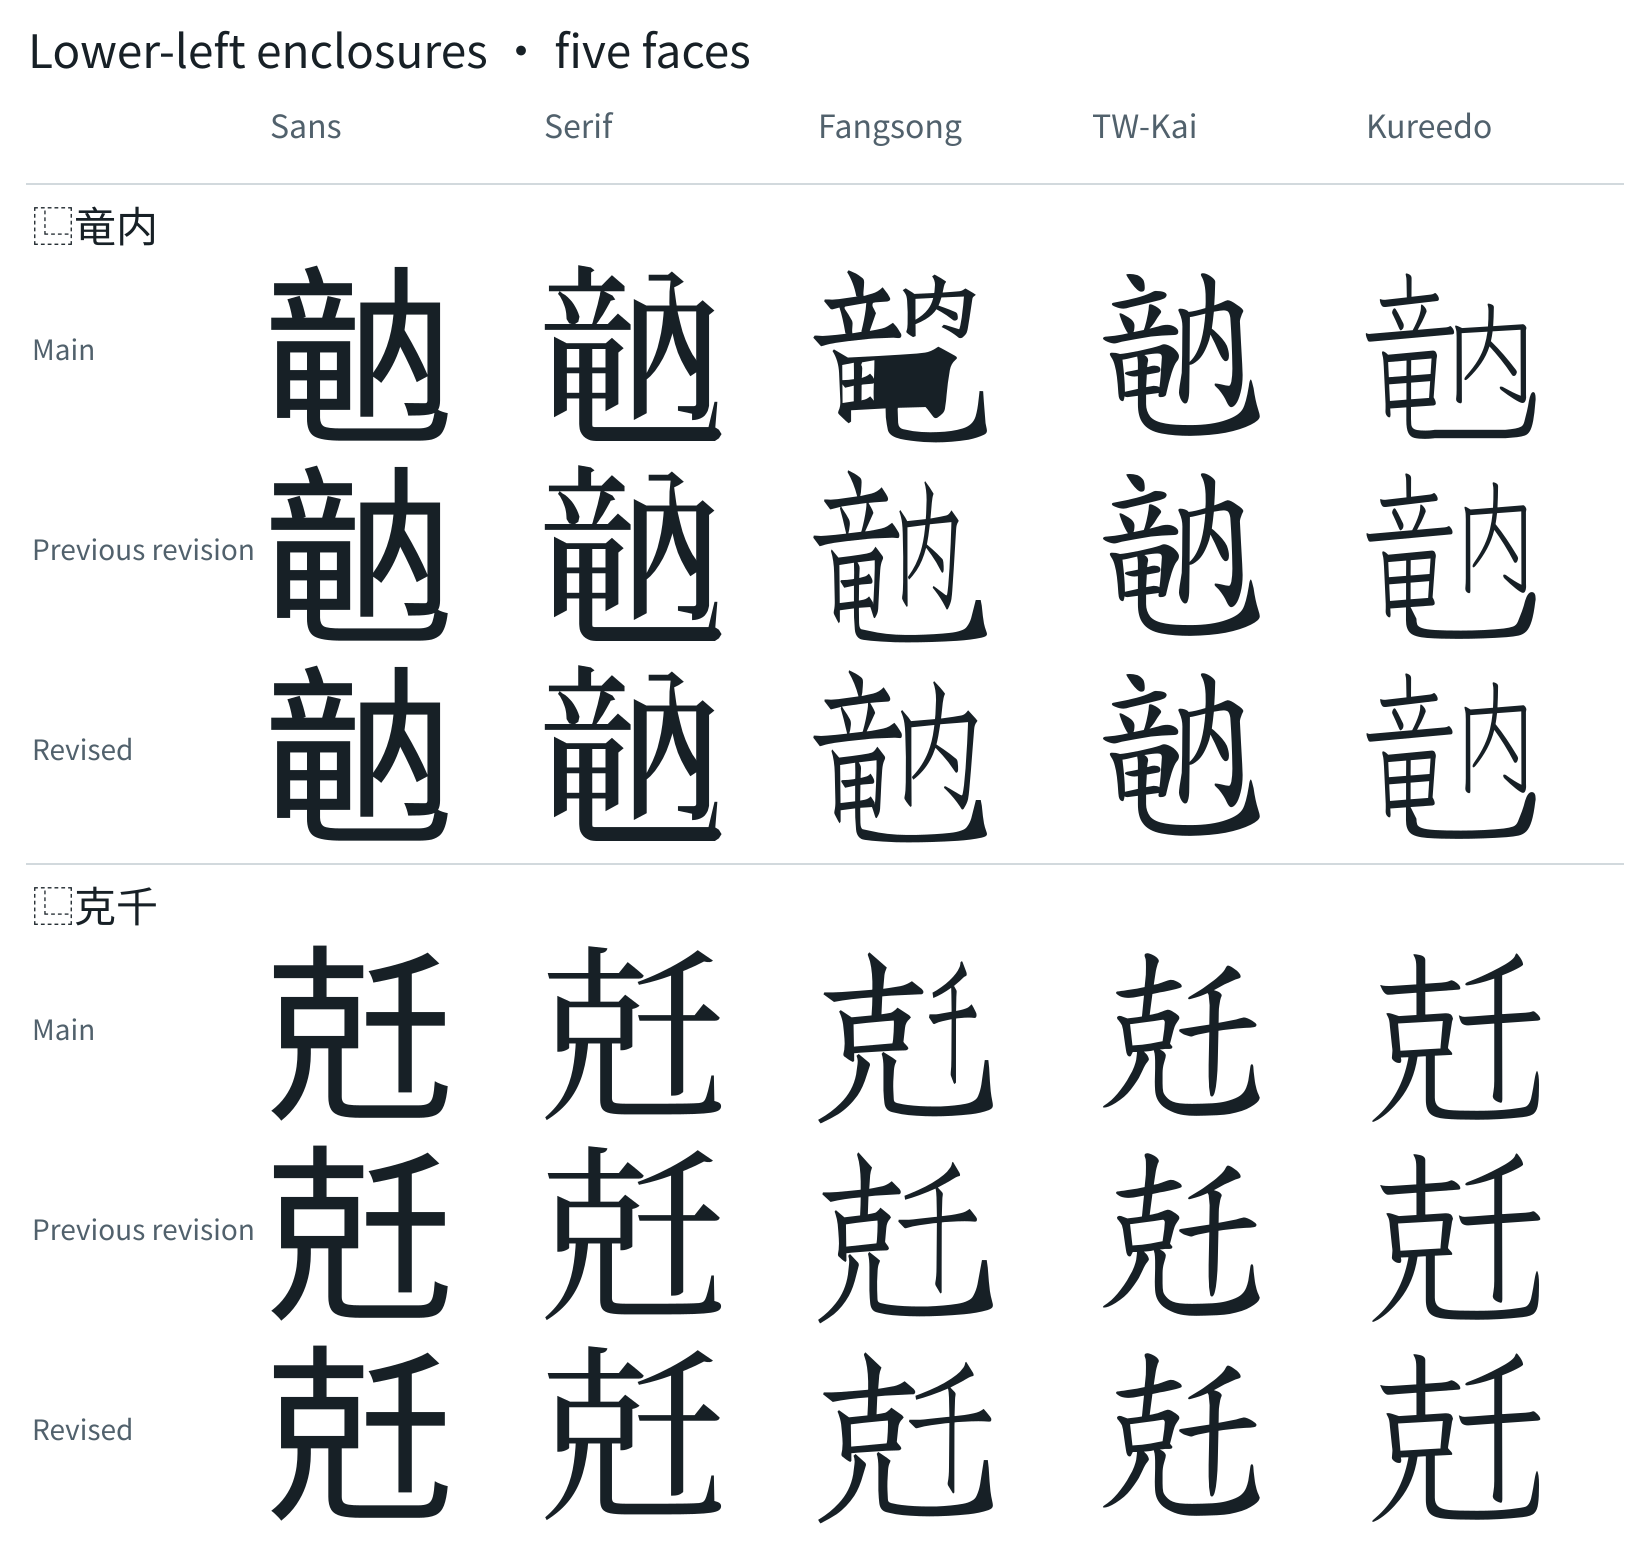 Lower-left enclosures · five faces
Sans Serif Fangsong TW-Kai Kureedo
⿺竜内
Main
Previous revision
Revised
⿺克千
Main
Previous revision
Revised